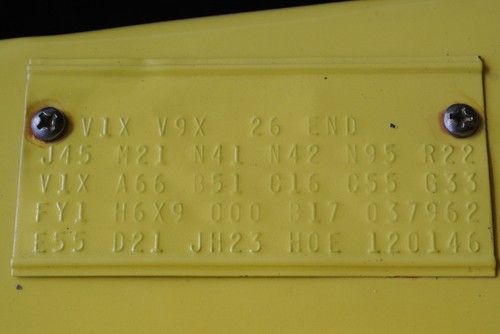 V1X V9X 26 END
J45 M21 N41 N42 N95 R22
V1X A66 B51 C16 C55 G33
FY1 H6X9 000 B17 037962
E55 D21 JH23 H0E 120146